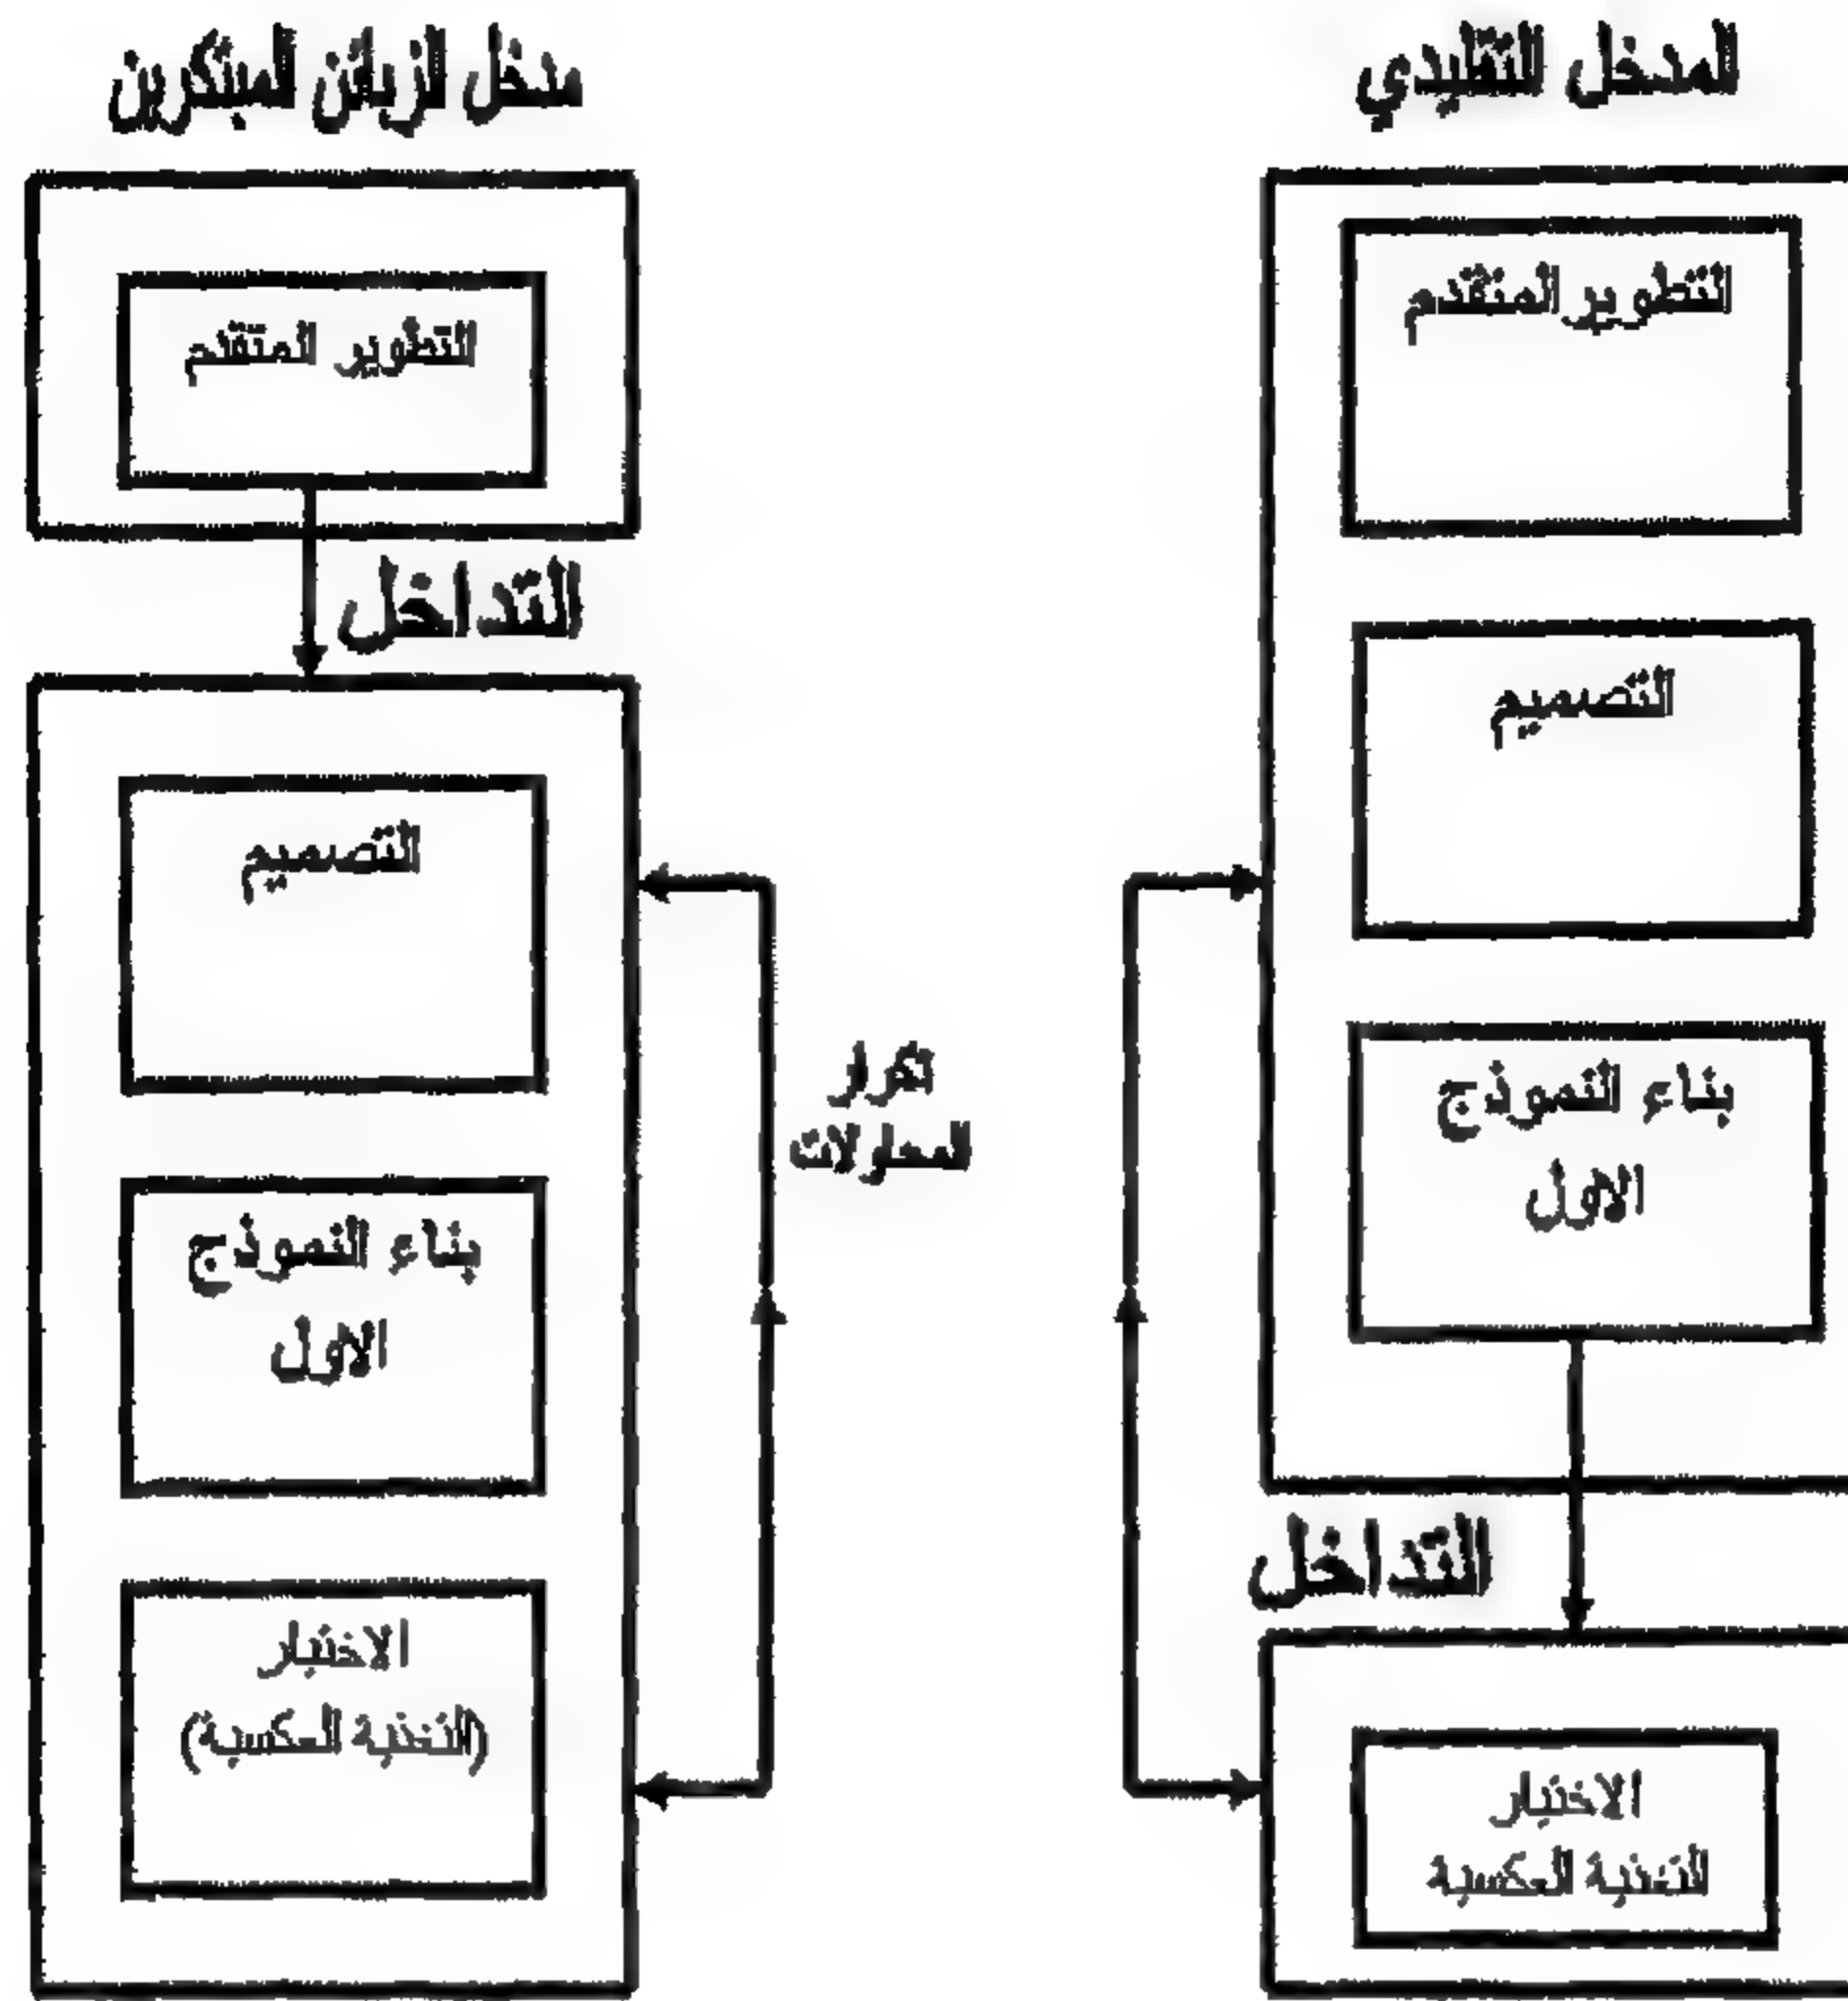 المدخل التقليدي
التطوير المتقدم
التصميم
بناء النموذج
الاول
التداخل
الاختبار
التغذية العكسية
تكرار
المحاولات
مدخل الزبائن المبتكرين
التطوير المتقدم
التداخل
التصميم
بناء النموذج
الاول
الاختبار
(التغذية العكسية)